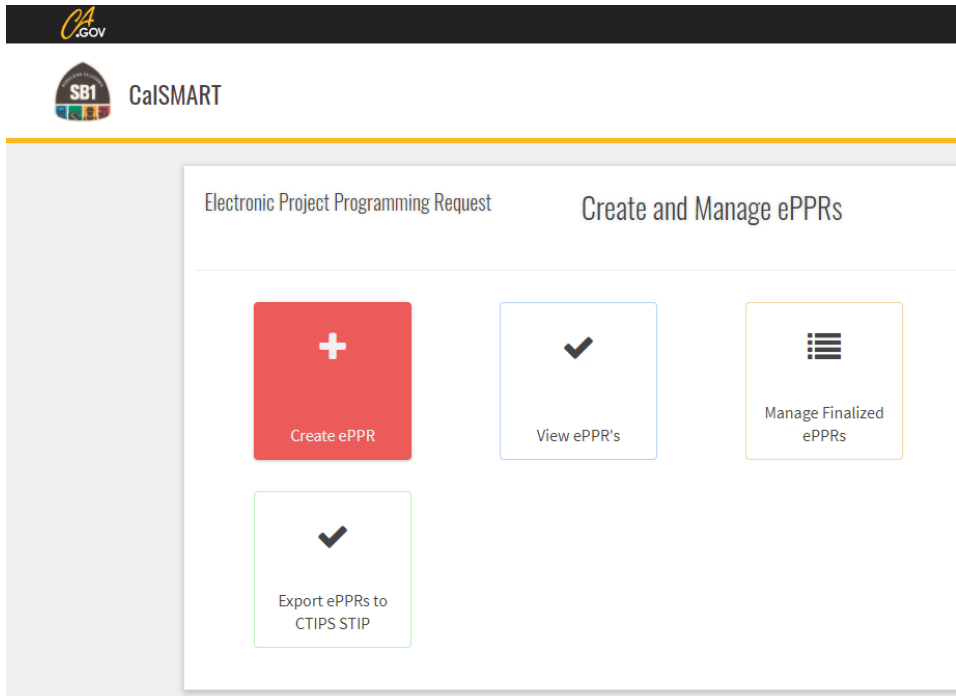 CA
.GOV
SB1
CalSMART
Electronic Project Programming Request
Create and Manage ePPRs
Create ePPR
View ePPR's
Manage Finalized
ePPRs
Export ePPRs to
CTIPS STIP